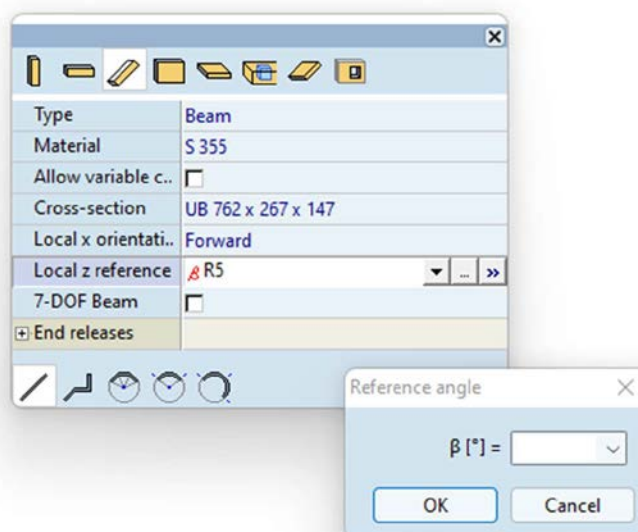 Type Beam
Material S 355
Allow variable c..
Cross-section UB 762 x 267 x 147
Local x orientati.. Forward
Local z reference β R5 ... »
7-DOF Beam
End releases
Reference angle
β [°] =
OK Cancel